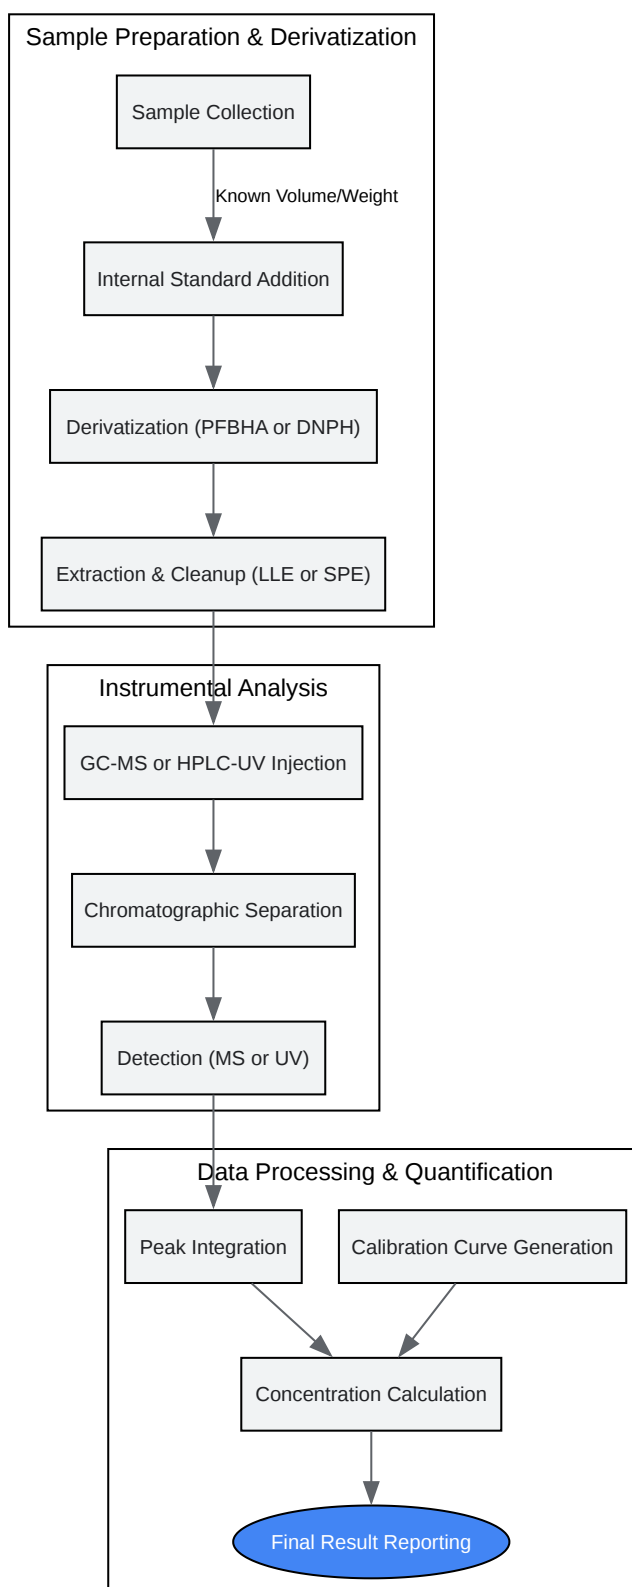 Sample Preparation & Derivatization
Sample Collection
Known Volume/Weight
Internal Standard Addition
Derivatization (PFBHA or DNPH)
Extraction & Cleanup (LLE or SPE)
Instrumental Analysis
GC-MS or HPLC-UV Injection
Chromatographic Separation
Detection (MS or UV)
Data Processing & Quantification
Peak Integration
Calibration Curve Generation
Concentration Calculation
Final Result Reporting